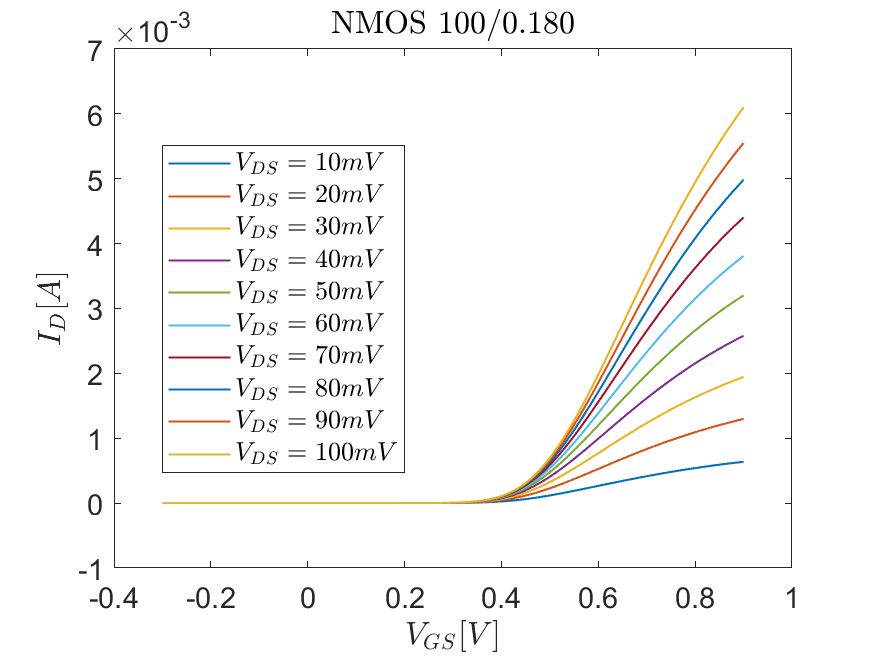 NMOS 100/0.180
×10-3
7
6
5
4
3
2
1
0
-1
I_D[A]
V_DS = 10mV
V_DS = 20mV
V_DS = 30mV
V_DS = 40mV
V_DS = 50mV
V_DS = 60mV
V_DS = 70mV
V_DS = 80mV
V_DS = 90mV
V_DS = 100mV
-0.4 -0.2 0 0.2 0.4 0.6 0.8 1
V_GS[V]